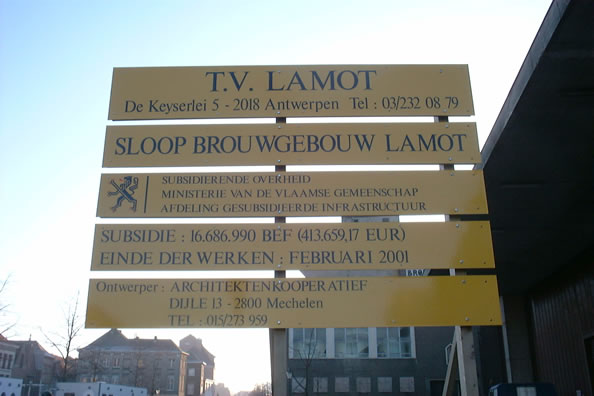 T.V. LAMOT
De Keyserlei 5 - 2018 Antwerpen Tel : 03/232 08 79
SLOOP BROUWGEBOUW LAMOT
SUBSIDIERENDE OVERHEID
MINISTERIE VAN DE VLAAMSE GEMEENSCHAP
AFDELING GESUBSIDIEERDE INFRASTRUCTUUR
SUBSIDIE : 16.686.990 BEF (413.659,17 EUR)
EINDE DER WERKEN : FEBRUARI 2001
Ontwerper : ARCHITEKTENKOOPERATIEF
DIJLE 13 - 2800 Mechelen
TEL : 015/273 959